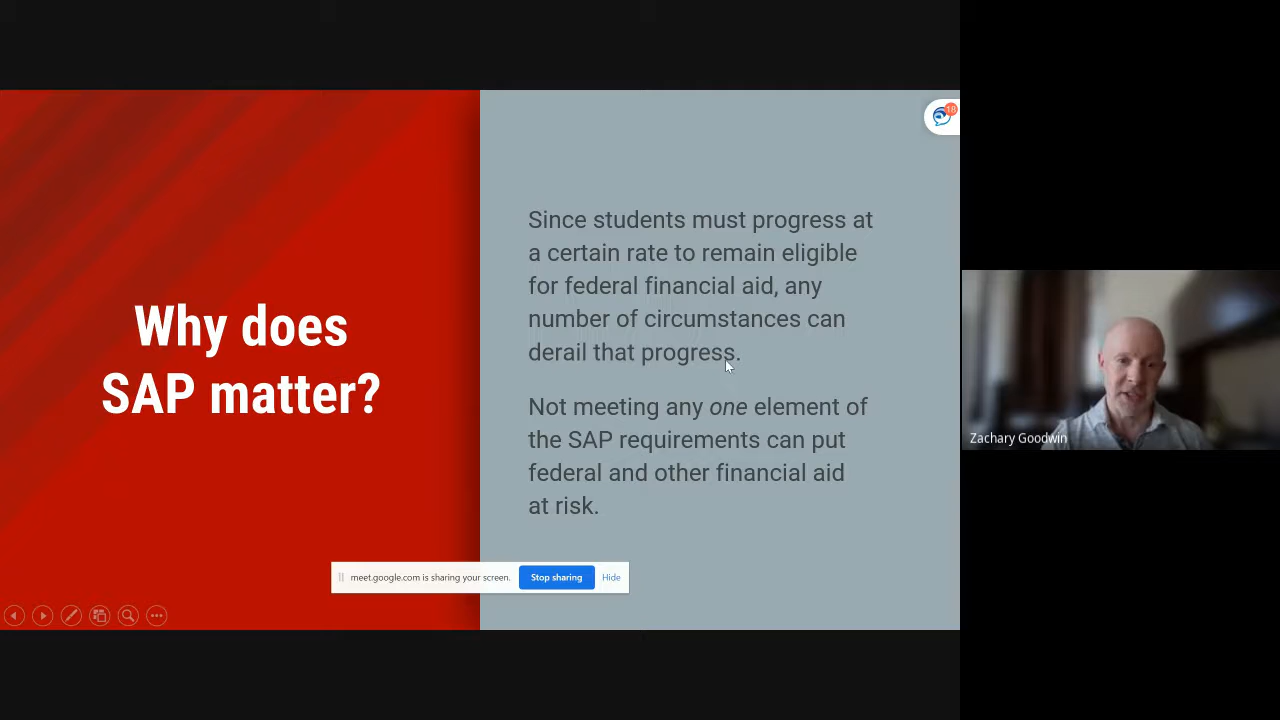 Why does
SAP matter?
Since students must progress at
a certain rate to remain eligible
for federal financial aid, any
number of circumstances can
derail that progress.
Not meeting any one element of
the SAP requirements can put
federal and other financial aid
at risk.
meet.google.com is sharing your screen.
Stop sharing
Hide
Zachary Goodwin